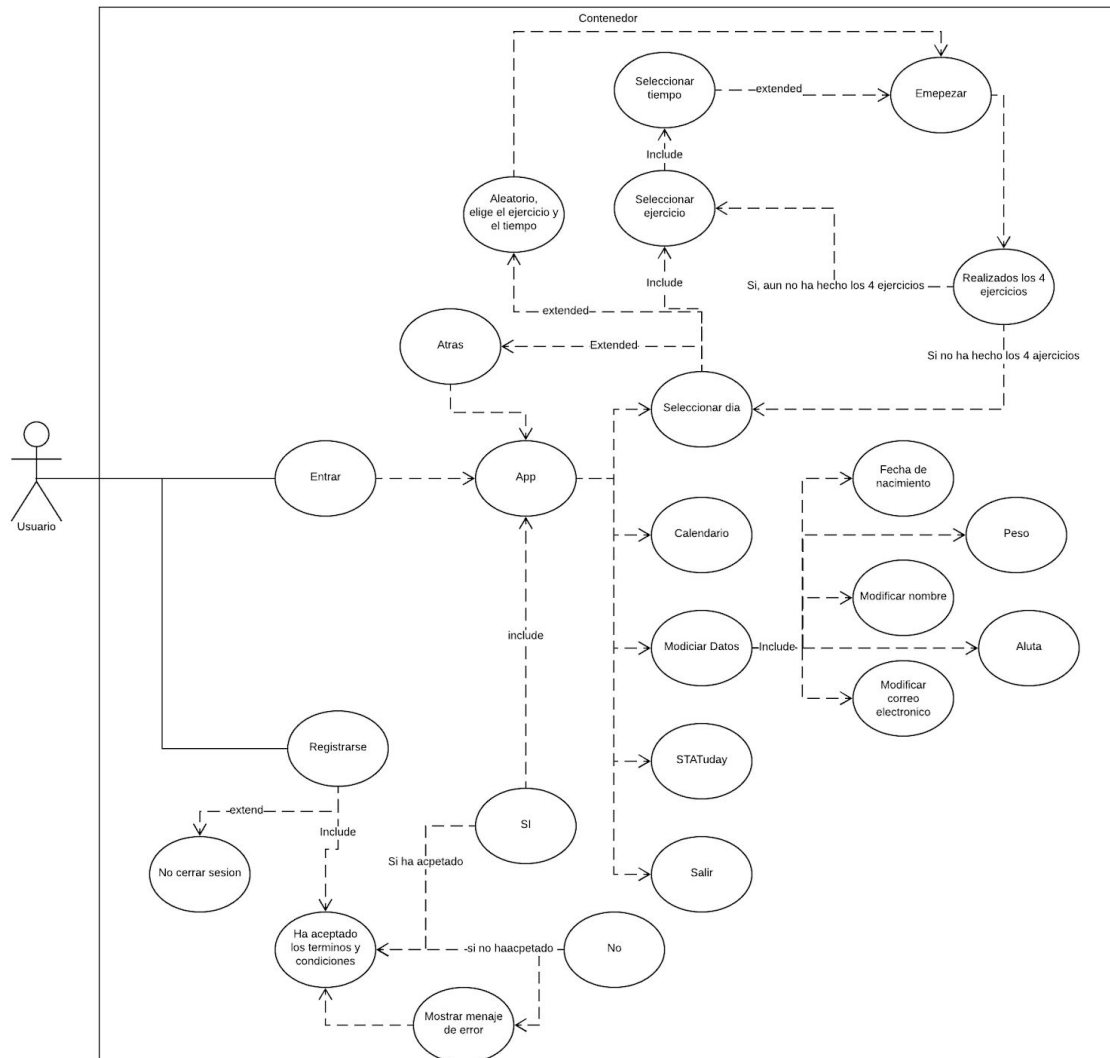 Contenedor
Seleccionar
tiempo
extended
Emepezar
Include
Aleatorio,
elige el ejercicio y
el tiempo
Seleccionar
ejercicio
Include
Si, aun no ha hecho los 4 ejercicios
Realizados los 4
ejercicios
extended
Atras
Extended
Si no ha hecho los 4 ajercicios
Seleccionar dia
Usuario
Entrar
App
Fecha de
nacimiento
Calendario
Peso
Modificar nombre
include
Modiciar Datos
Include
Aluta
Modificar
correo
electronico
Registrarse
STATuday
extend
Include
SI
No cerrar sesion
Si ha acpetado
Salir
Ha aceptado
los terminos y
condiciones
si no haacpetado
No
Mostrar menaje
de error